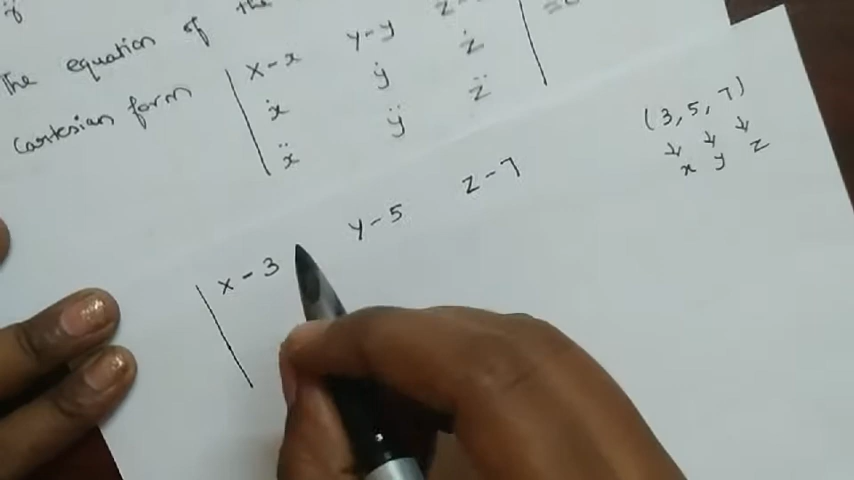 of the
The equation
Cartesian form | X-x Y-y Z- |
ẋ ẏ ż
ẍ ÿ z̈
(3, 5, 7)
↓ ↓ ↓
x y z
| X-3 Y-5 Z-7